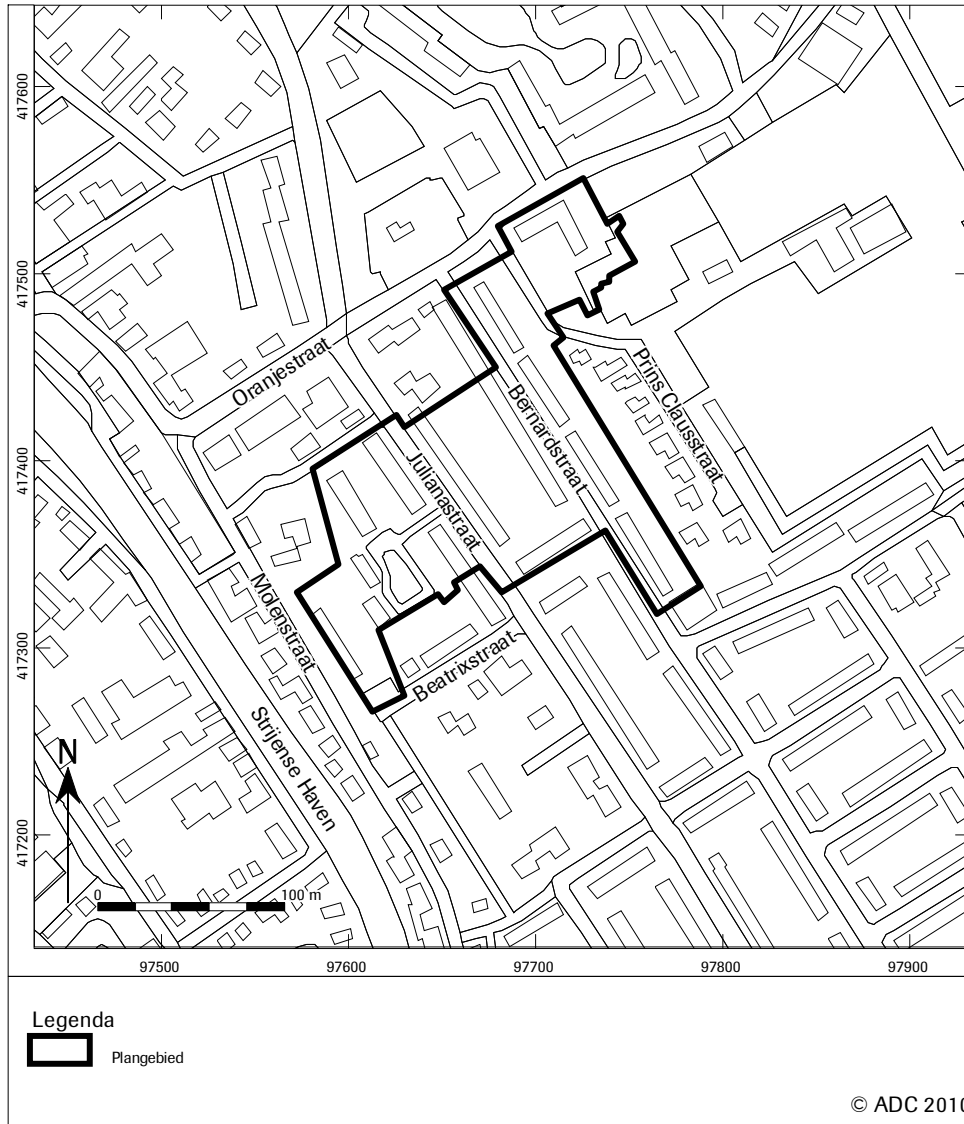 417600
417500
417400
417300
417200
Oranjestraat
Bernardstraat
Prins Clausstraat
Julianastraat
Molenstraat
Beatrixstraat
Strijense Haven
N
0
100 m
97500
97600
97700
97800
97900
Legenda
Plangebied
© ADC 2010